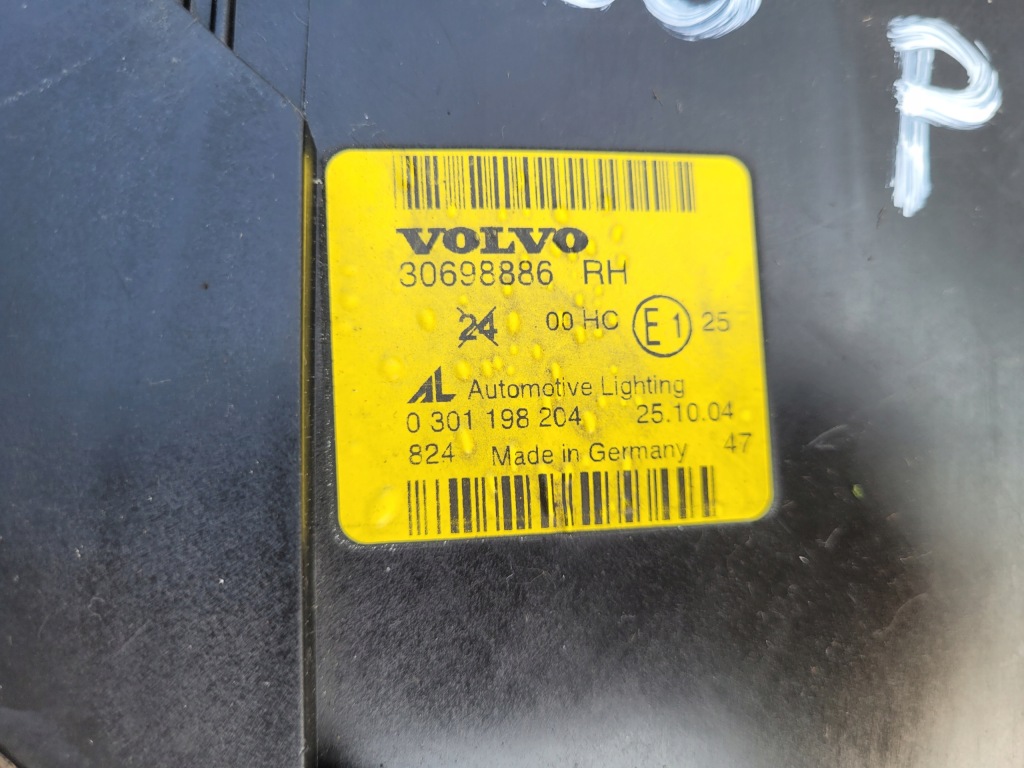 P
VOLVO
30698886 RH
24 00 HC E1 25
AL Automotive Lighting
0 301 198 204 25.10.04
824 Made in Germany 47